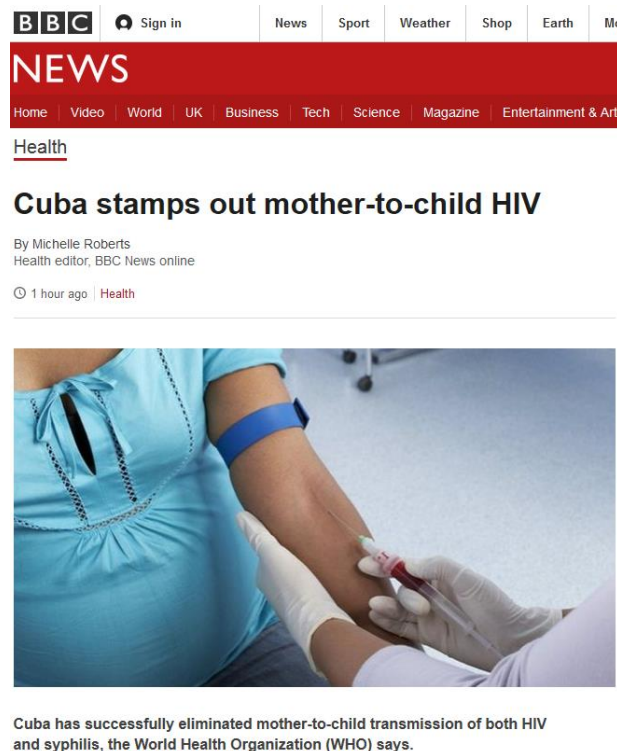 BBC Sign in News Sport Weather Shop Earth
NEWS
Home Video World UK Business Tech Science Magazine Entertainment & Art
Health
Cuba stamps out mother-to-child HIV
By Michelle Roberts
Health editor, BBC News online
1 hour ago Health
Cuba has successfully eliminated mother-to-child transmission of both HIV
and syphilis, the World Health Organization (WHO) says.